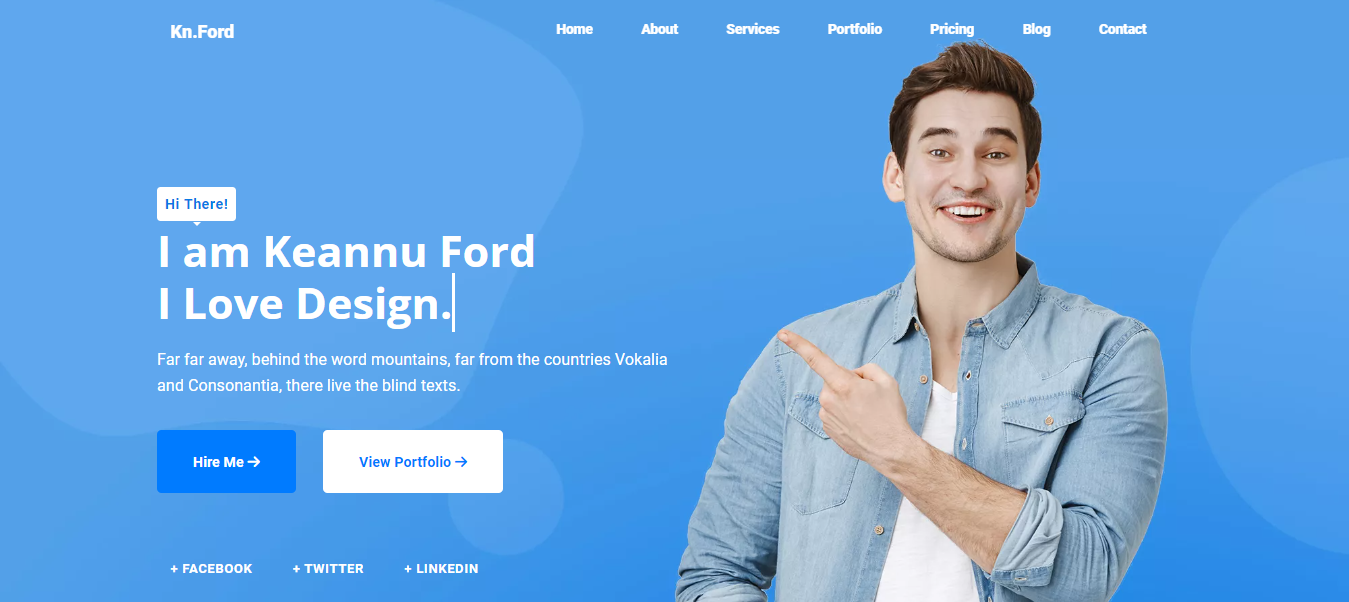 Kn.Ford
Home About Services Portfolio Pricing Blog Contact
Hi There!
I am Keannu Ford
I Love Design.
Far far away, behind the word mountains, far from the countries Vokalia
and Consonantia, there live the blind texts.
Hire Me → View Portfolio →
+ FACEBOOK + TWITTER + LINKEDIN